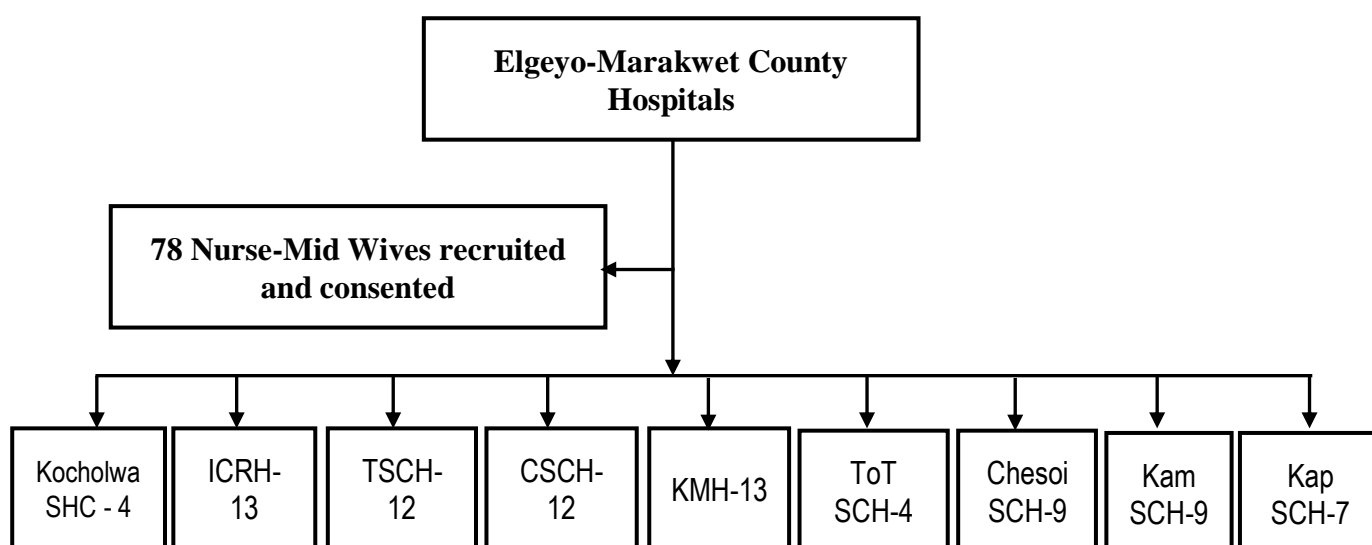 Elgeyo-Marakwet County
Hospitals
78 Nurse-Mid Wives recruited
and consented
Kocholwa
SHC - 4
ICRH-
13
TSCH-
12
CSCH-
12
KMH-13
ToT
SCH-4
Chesoi
SCH-9
Kam
SCH-9
Kap
SCH-7